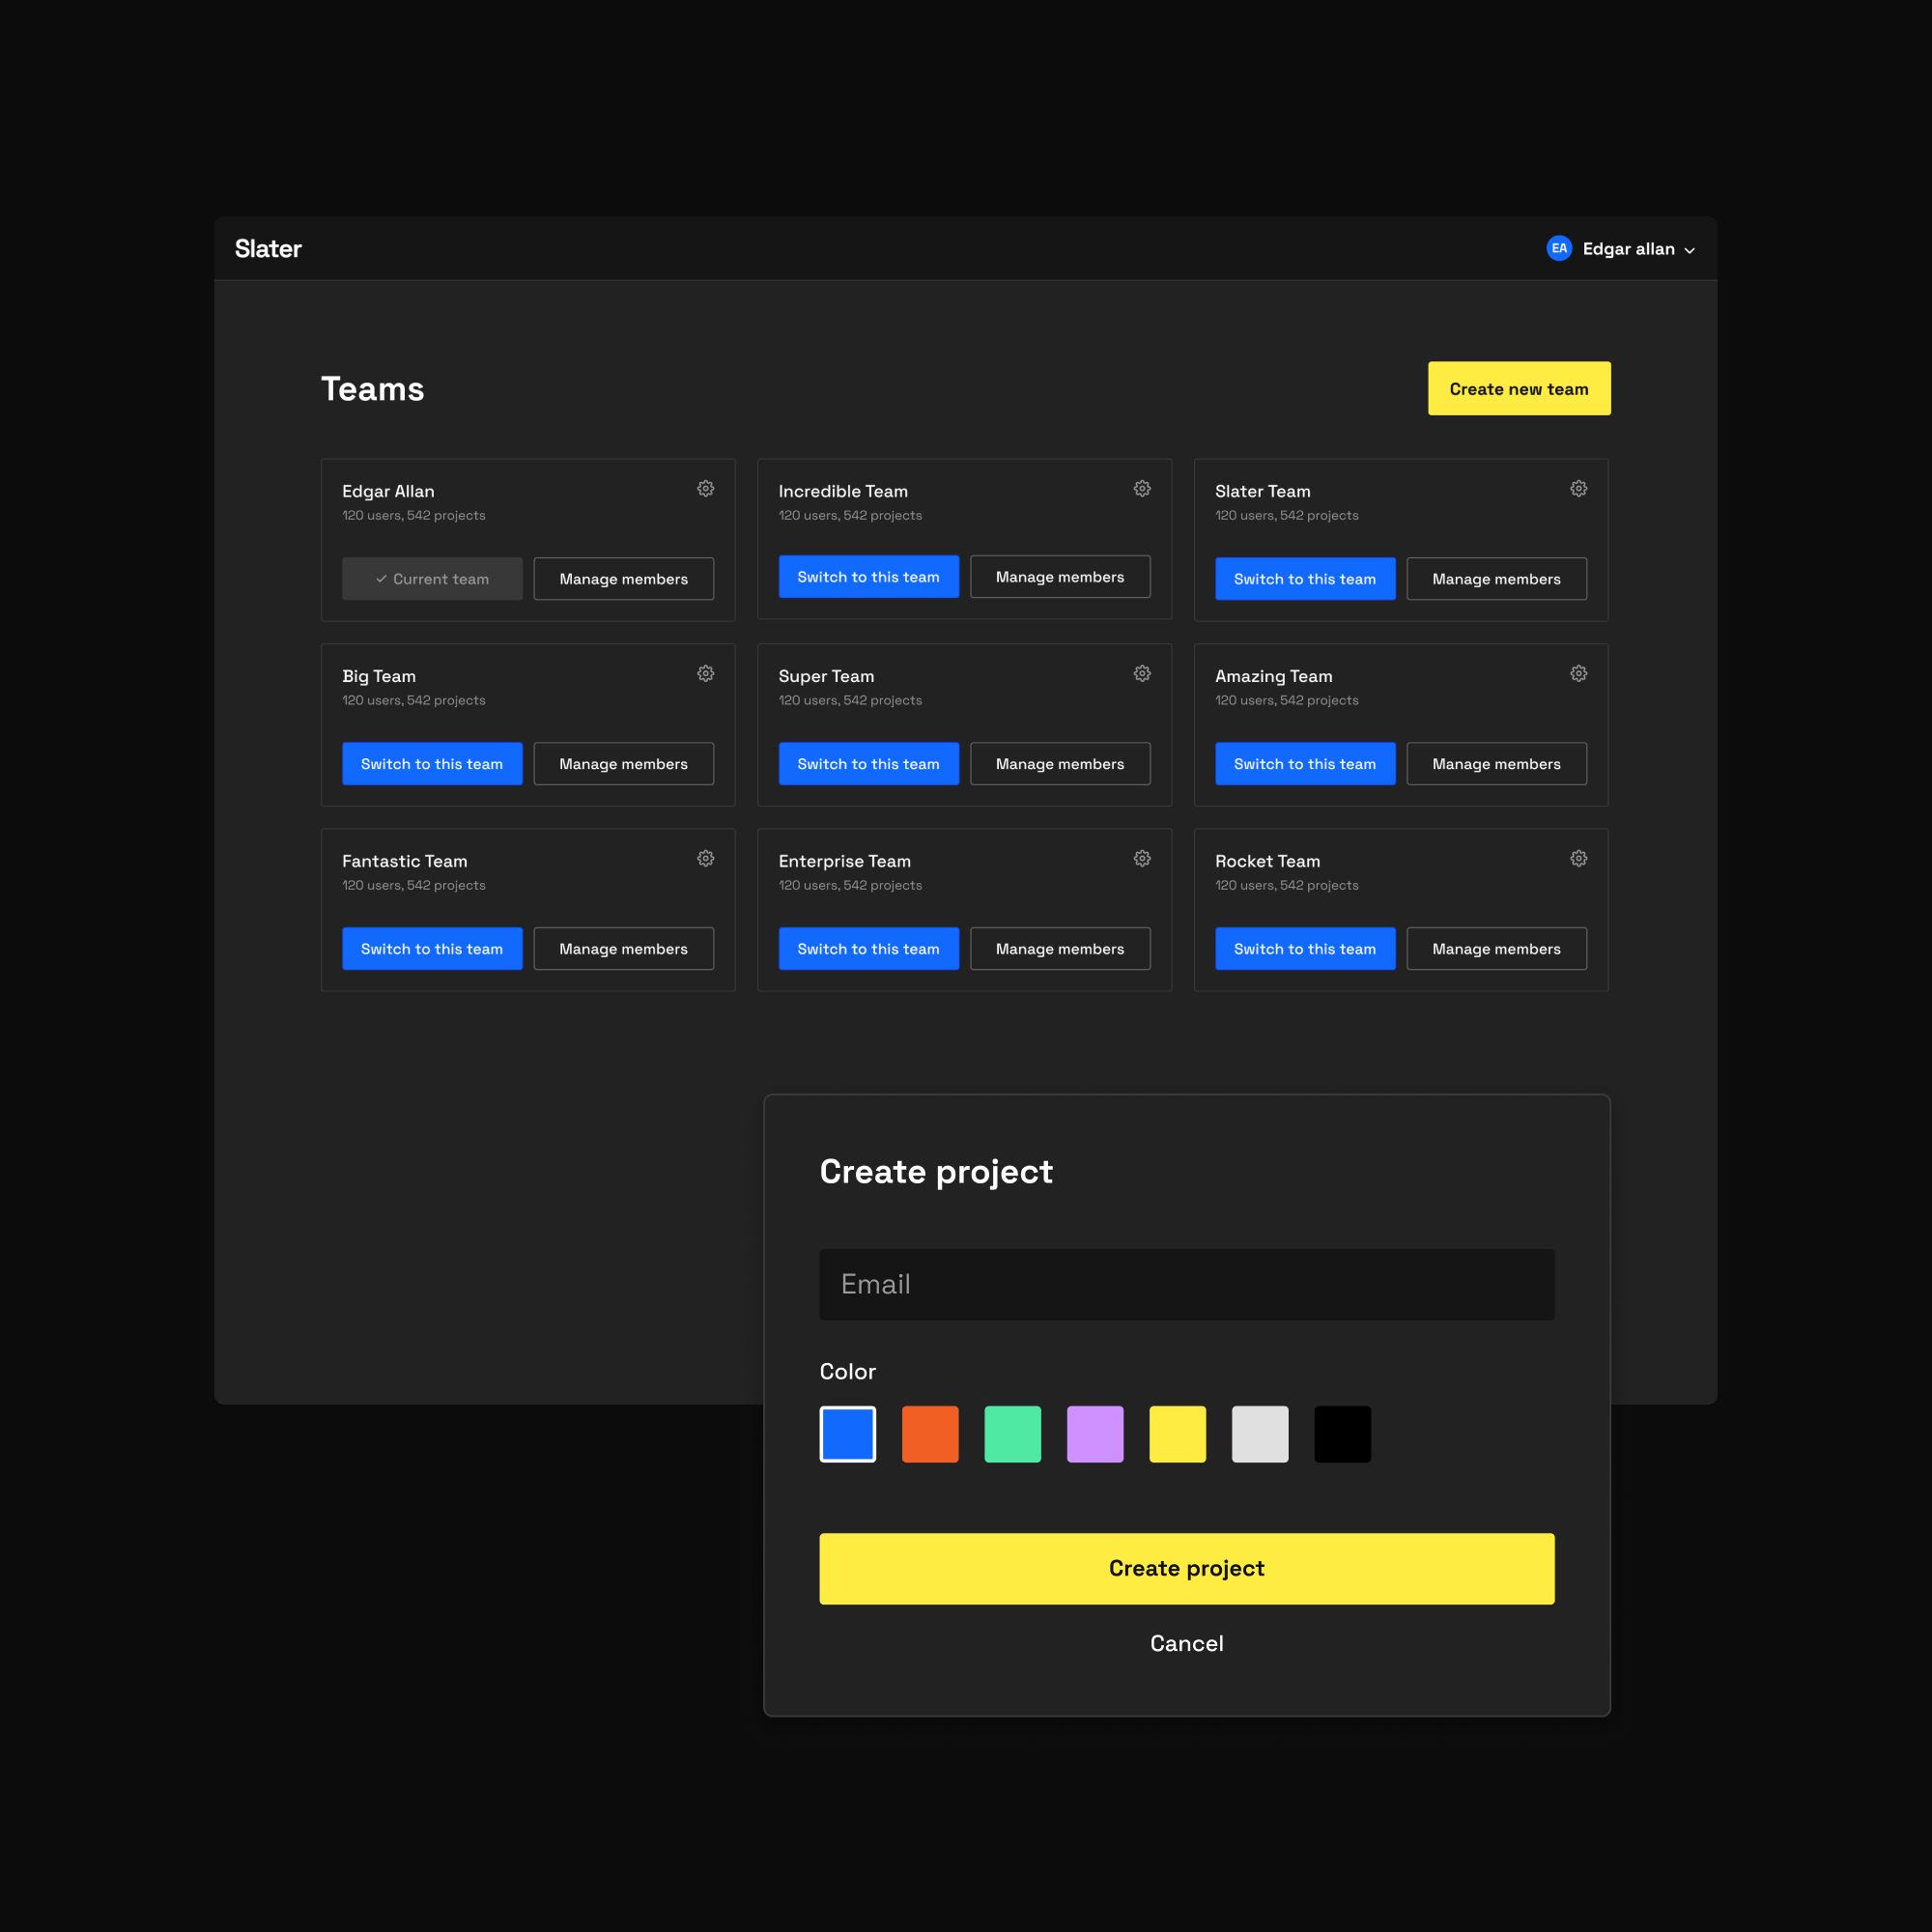 Slater
EA Edgar allan
Teams
Create new team
Edgar Allan
120 users, 542 projects
Current team
Manage members
Incredible Team
120 users, 542 projects
Switch to this team
Manage members
Slater Team
120 users, 542 projects
Switch to this team
Manage members
Big Team
120 users, 542 projects
Switch to this team
Manage members
Super Team
120 users, 542 projects
Switch to this team
Manage members
Amazing Team
120 users, 542 projects
Switch to this team
Manage members
Fantastic Team
120 users, 542 projects
Switch to this team
Manage members
Enterprise Team
120 users, 542 projects
Switch to this team
Manage members
Rocket Team
120 users, 542 projects
Switch to this team
Manage members
Create project
Email
Color
Create project
Cancel